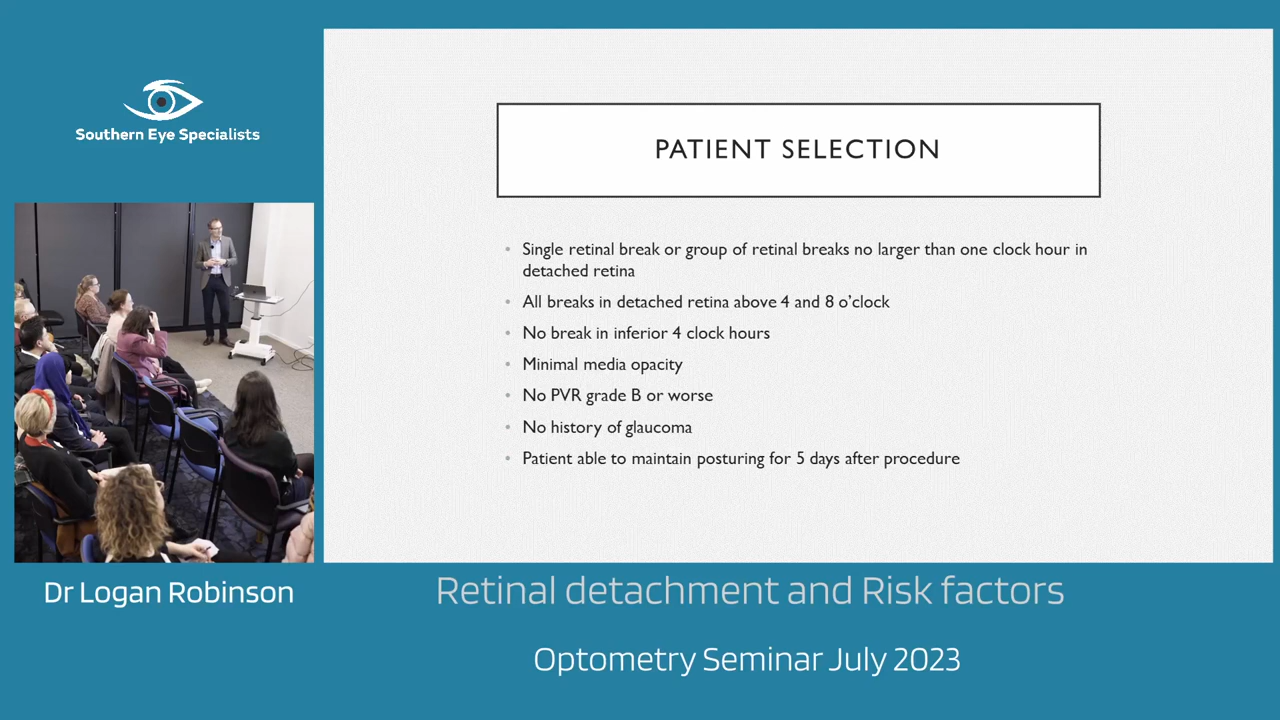 Southern Eye Specialists
PATIENT SELECTION
• Single retinal break or group of retinal breaks no larger than one clock hour in
detached retina
• All breaks in detached retina above 4 and 8 o’clock
• No break in inferior 4 clock hours
• Minimal media opacity
• No PVR grade B or worse
• No history of glaucoma
• Patient able to maintain posturing for 5 days after procedure
Dr Logan Robinson
Retinal detachment and Risk factors
Optometry Seminar July 2023